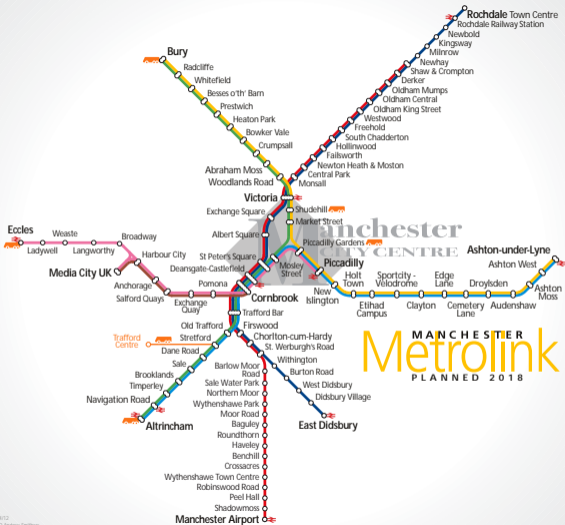 Rochdale Town Centre
Rochdale Railway Station
Newbold
Kingsway
Milnrow
Newhay
Shaw & Crompton
Derker
Oldham Mumps
Oldham Central
Oldham King Street
Westwood
Freehold
South Chadderton
Hollinwood
Failsworth
Newton Heath & Moston
Central Park
Monsall
Bury
Radcliffe
Whitefield
Besses o'th' Barn
Prestwich
Heaton Park
Bowker Vale
Crumpsall
Abraham Moss
Woodlands Road
Victoria
Shudehill
Exchange Square
Market Street
Manchester
CITY CENTRE
Albert Square
Piccadilly Gardens
St Peter's Square
Deansgate-Castlefield
Mosley
Street
Piccadilly
Eccles
Weaste
Broadway
Ladywell
Langworthy
Harbour City
Media City UK
Anchorage
Salford Quays
Exchange
Quay
Pomona
Cornbrook
New
Islington
Holt
Town
Sportcity -
Velodrome
Edge
Lane
Droylsden
Ashton-under-Lyne
Ashton West
Etihad
Campus
Clayton
Cemetery
Lane
Audenshaw
Ashton
Moss
Trafford Bar
Old Trafford
Firswood
Trafford
Centre
Stretford
Chorlton-cum-Hardy
St. Werburgh's Road
Dane Road
Sale
Brooklands
Timperley
Navigation Road
Altrincham
Withington
Burton Road
West Didsbury
Didsbury Village
East Didsbury
Barlow Moor
Road
Sale Water Park
Northern Moor
Wythenshawe Park
Moor Road
Baguley
Roundthorn
Haveley
Benchill
Crossacres
Wythenshawe Town Centre
Robinswood Road
Peel Hall
Shadowmoss
Manchester Airport
MANCHESTER
Metrolink
PLANNED 2018